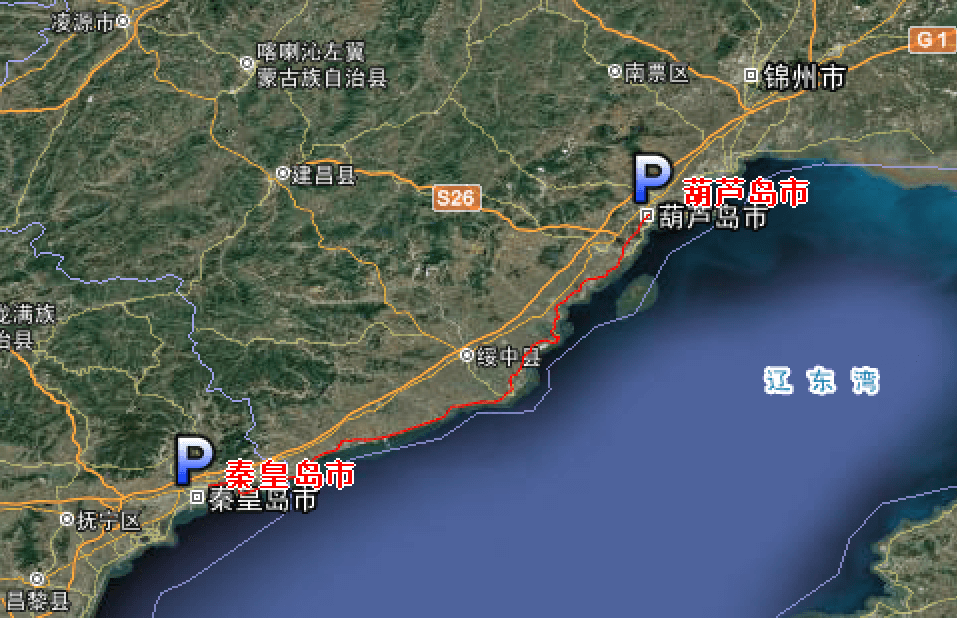 凌源市
喀喇沁左翼
蒙古族自治县
南票区
锦州市
G1
建昌县
S26
P
葫芦岛市
葫芦岛市
龙满族
治县
绥中县
辽东湾
P
秦皇岛市
秦皇岛市
抚宁区
昌黎县